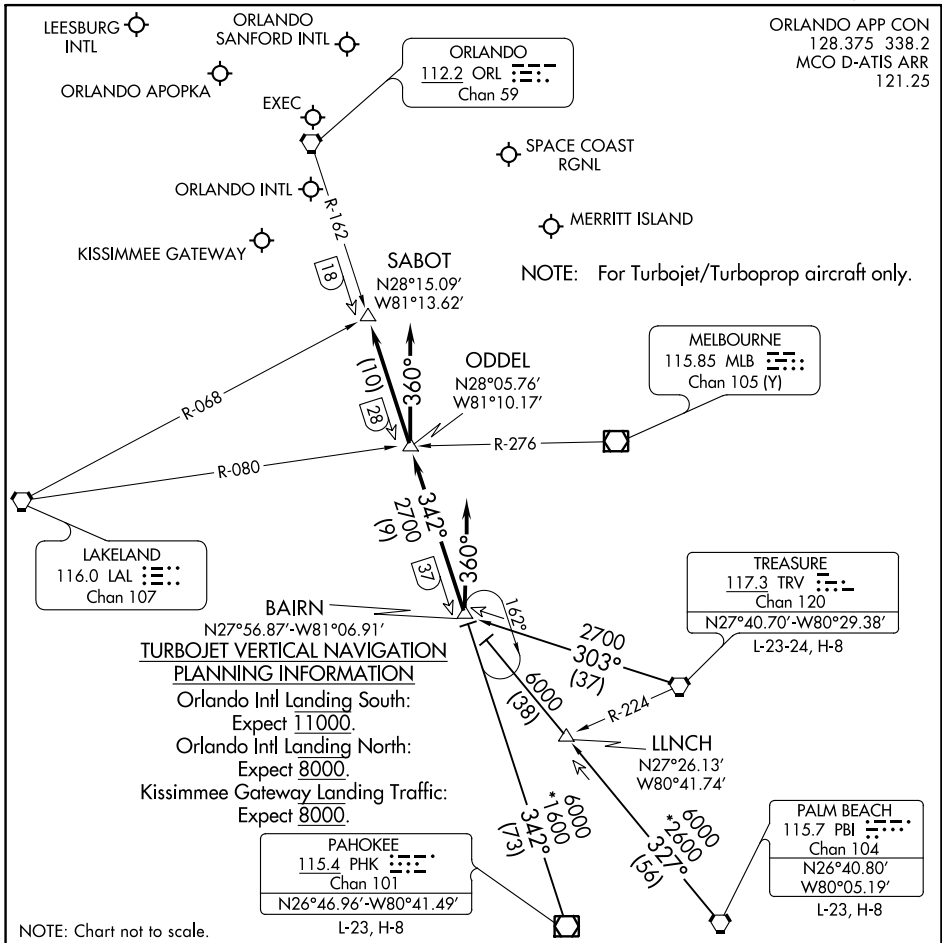 LEESBURG
INTL
ORLANDO
SANFORD INTL
ORLANDO APOPKA
ORLANDO
112.2 ORL
Chan 59
ORLANDO APP CON
128.375 338.2
MCO D-ATIS ARR
121.25
EXEC
SPACE COAST
RGNL
ORLANDO INTL
R-162
MERRITT ISLAND
KISSIMMEE GATEWAY
18
SABOT
N28°15.09'
W81°13.62'
NOTE: For Turbojet/Turboprop aircraft only.
MELBOURNE
115.85 MLB
Chan 105 (Y)
ODDEL
N28°05.76'
W81°10.17'
(10)
360°
28
R-068
R-276
R-080
342°
2700
(9)
LAKELAND
116.0 LAL
Chan 107
37
360°
TREASURE
117.3 TRV
Chan 120
N27°40.70'-W80°29.38'
L-23-24, H-8
BAIRN
N27°56.87'-W81°06.91'
162°
2700
303°
(37)
TURBOJET VERTICAL NAVIGATION
PLANNING INFORMATION
Orlando Intl Landing South:
Expect 11000.
Orlando Intl Landing North:
Expect 8000.
Kissimmee Gateway Landing Traffic:
Expect 8000.
6000
(38)
R-224
LLNCH
N27°26.13'
W80°41.74'
6000
*1600
342°
(73)
6000
*2600
327°
(56)
PALM BEACH
115.7 PBI
Chan 104
N26°40.80'
W80°05.19'
L-23, H-8
PAHOKEE
115.4 PHK
Chan 101
N26°46.96'-W80°41.49'
L-23, H-8
NOTE: Chart not to scale.